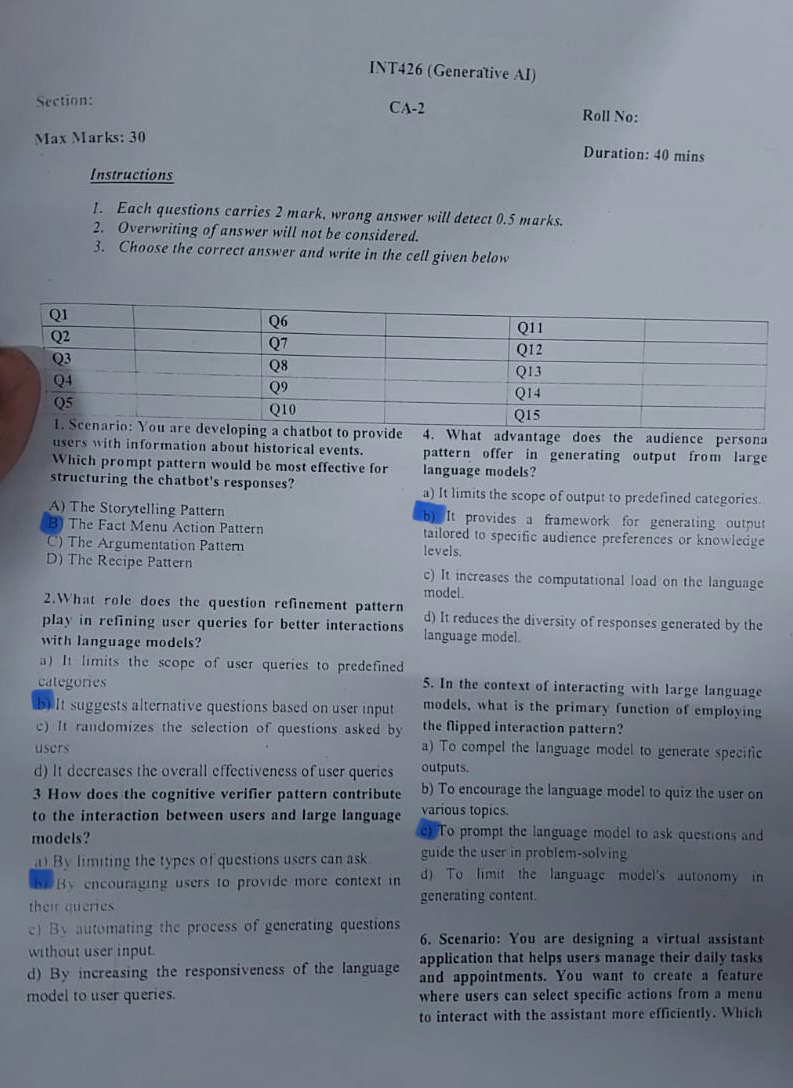 INT426 (Generative AI)
Section:
CA-2
Roll No:
Max Marks: 30
Duration: 40 mins
Instructions
1. Each questions carries 2 mark, wrong answer will detect 0.5 marks.
2. Overwriting of answer will not be considered.
3. Choose the correct answer and write in the cell given below
Q1 Q6 Q11
Q2 Q7 Q12
Q3 Q8 Q13
Q4 Q9 Q14
Q5 Q10 Q15
1. Scenario: You are developing a chatbot to provide
users with information about historical events.
Which prompt pattern would be most effective for
structuring the chatbot's responses?
A) The Storytelling Pattern
B) The Fact Menu Action Pattern
C) The Argumentation Pattern
D) The Recipe Pattern
2.What role does the question refinement pattern
play in refining user queries for better interactions
with language models?
a) It limits the scope of user queries to predefined
categories
b) It suggests alternative questions based on user input
c) It randomizes the selection of questions asked by
users
d) It decreases the overall effectiveness of user queries
3 How does the cognitive verifier pattern contribute
to the interaction between users and large language
models?
a) By limiting the types of questions users can ask.
b) By encouraging users to provide more context in
their queries
c) By automating the process of generating questions
without user input.
d) By increasing the responsiveness of the language
model to user queries.
4. What advantage does the audience persona
pattern offer in generating output from large
language models?
a) It limits the scope of output to predefined categories.
b) It provides a framework for generating output
tailored to specific audience preferences or knowledge
levels.
c) It increases the computational load on the language
model.
d) It reduces the diversity of responses generated by the
language model.
5. In the context of interacting with large language
models, what is the primary function of employing
the flipped interaction pattern?
a) To compel the language model to generate specific
outputs.
b) To encourage the language model to quiz the user on
various topics.
c) To prompt the language model to ask questions and
guide the user in problem-solving
d) To limit the language model's autonomy in
generating content.
6. Scenario: You are designing a virtual assistant
application that helps users manage their daily tasks
and appointments. You want to create a feature
where users can select specific actions from a menu
to interact with the assistant more efficiently. Which